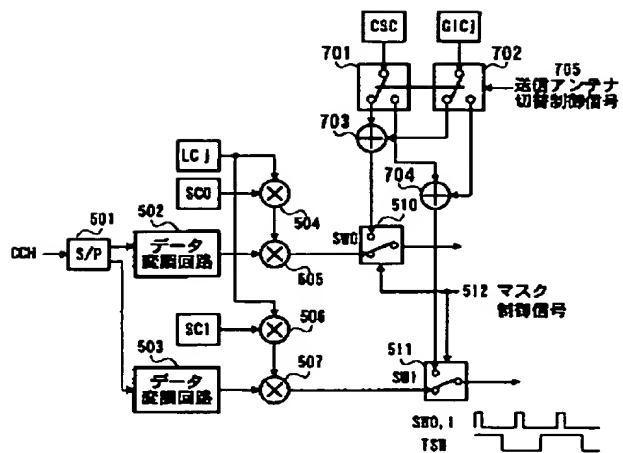 CSC
GICj
701
702
705
送信アンテナ
切替制御信号
703
LCj
704
SC0
510
501
502
504
SW0
CCH
S/P
データ
変調回路
505
512 マスク
制御信号
SC1
506
503
507
511
データ
変調回路
SW1
SW0,1
TSW